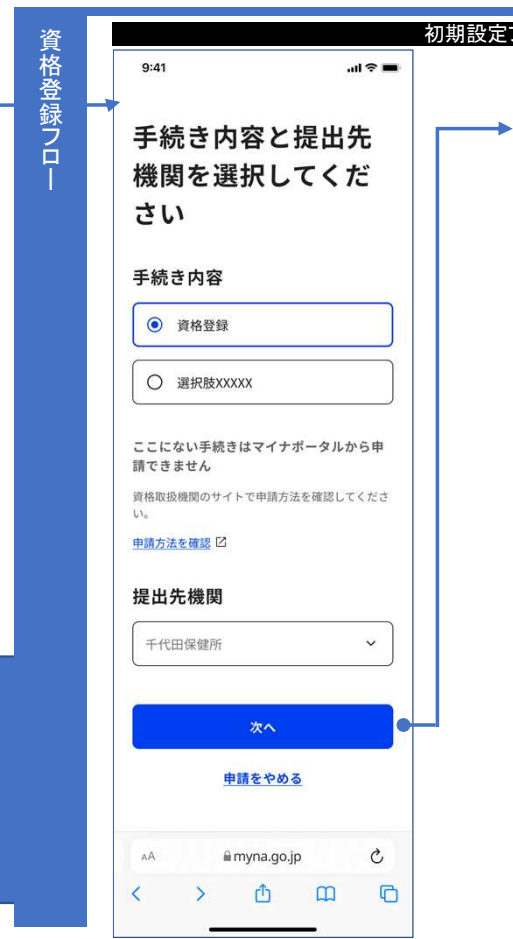 資格登録フロー
初期設定
9:41
手続き内容と提出先
機関を選択してくだ
さい
手続き内容
資格登録
選択肢XXXXX
ここにない手続きはマイナポータルから申
請できません
資格取扱機関のサイトで申請方法を確認してくださ
い。
申請方法を確認
提出先機関
千代田保健所
次へ
申請をやめる
AA
myna.go.jp